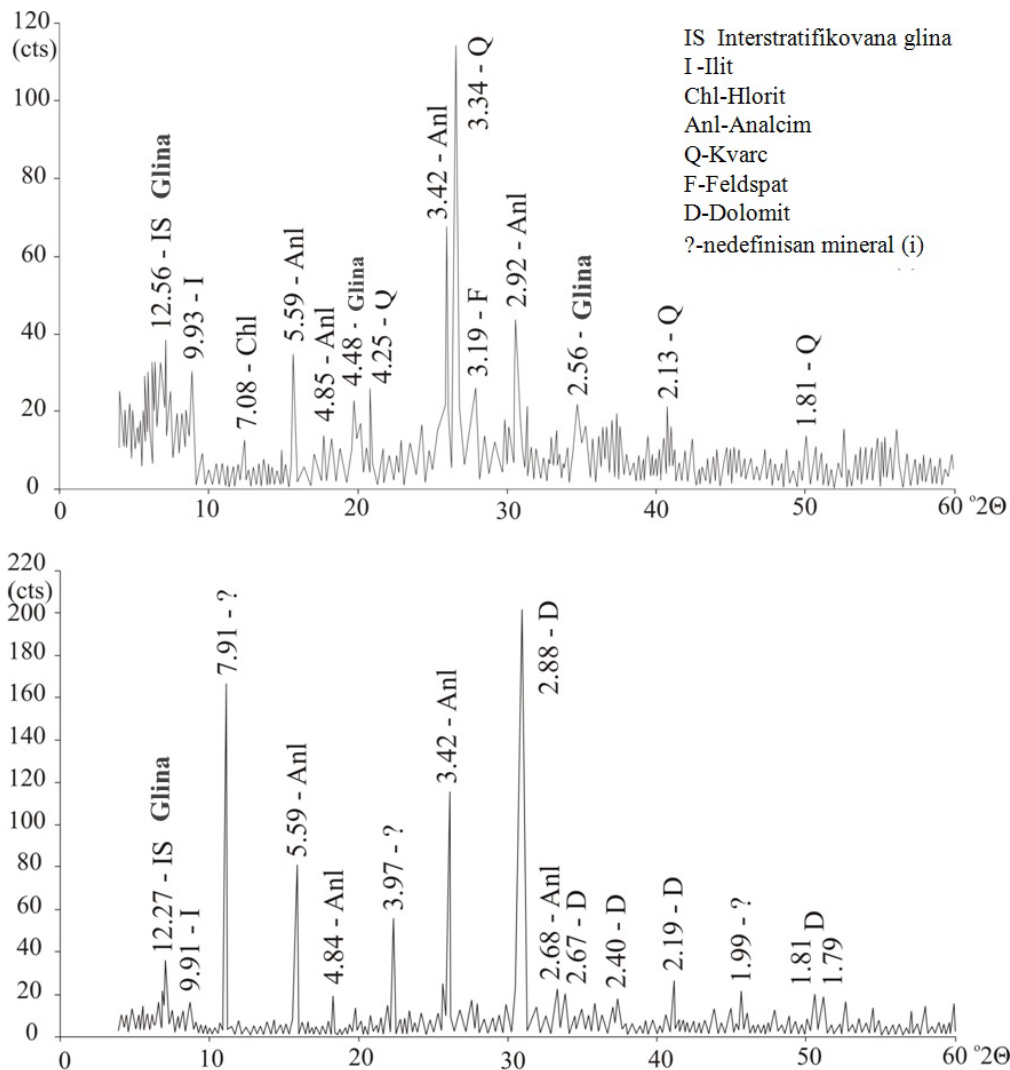 120
(cts)
100
80
60
40
20
0
12.56 - IS Glina
9.93 - I
7.08 - Chl
5.59 - Anl
4.85 - Anl
4.48 - Glina
4.25 - Q
3.42 - Anl
3.34 - Q
3.19 - F
2.92 - Anl
2.56 - Glina
2.13 - Q
1.81 - Q
IS Interstratifikovana glina
I -Ilit
Chl-Hlorit
Anl-Analcim
Q-Kvarc
F-Feldspat
D-Dolomit
?-nedefinisan mineral (i)
0 10 20 30 40 50 60 °2Θ
220
(cts)
200
180
160
140
120
100
80
60
40
20
0
12.27 - IS Glina
9.91 - I
7.91 - ?
5.59 - Anl
4.84 - Anl
3.97 - ?
3.42 - Anl
2.88 - D
2.68 - Anl
2.67 - D
2.40 - D
2.19 - D
1.99 - ?
1.81 D
1.79
0 10 20 30 40 50 60 °2Θ